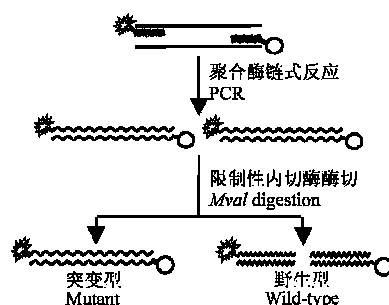 聚合酶链式反应
PCR
限制性内切酶酶切
MvaI digestion
突变型
Mutant
野生型
Wild-type